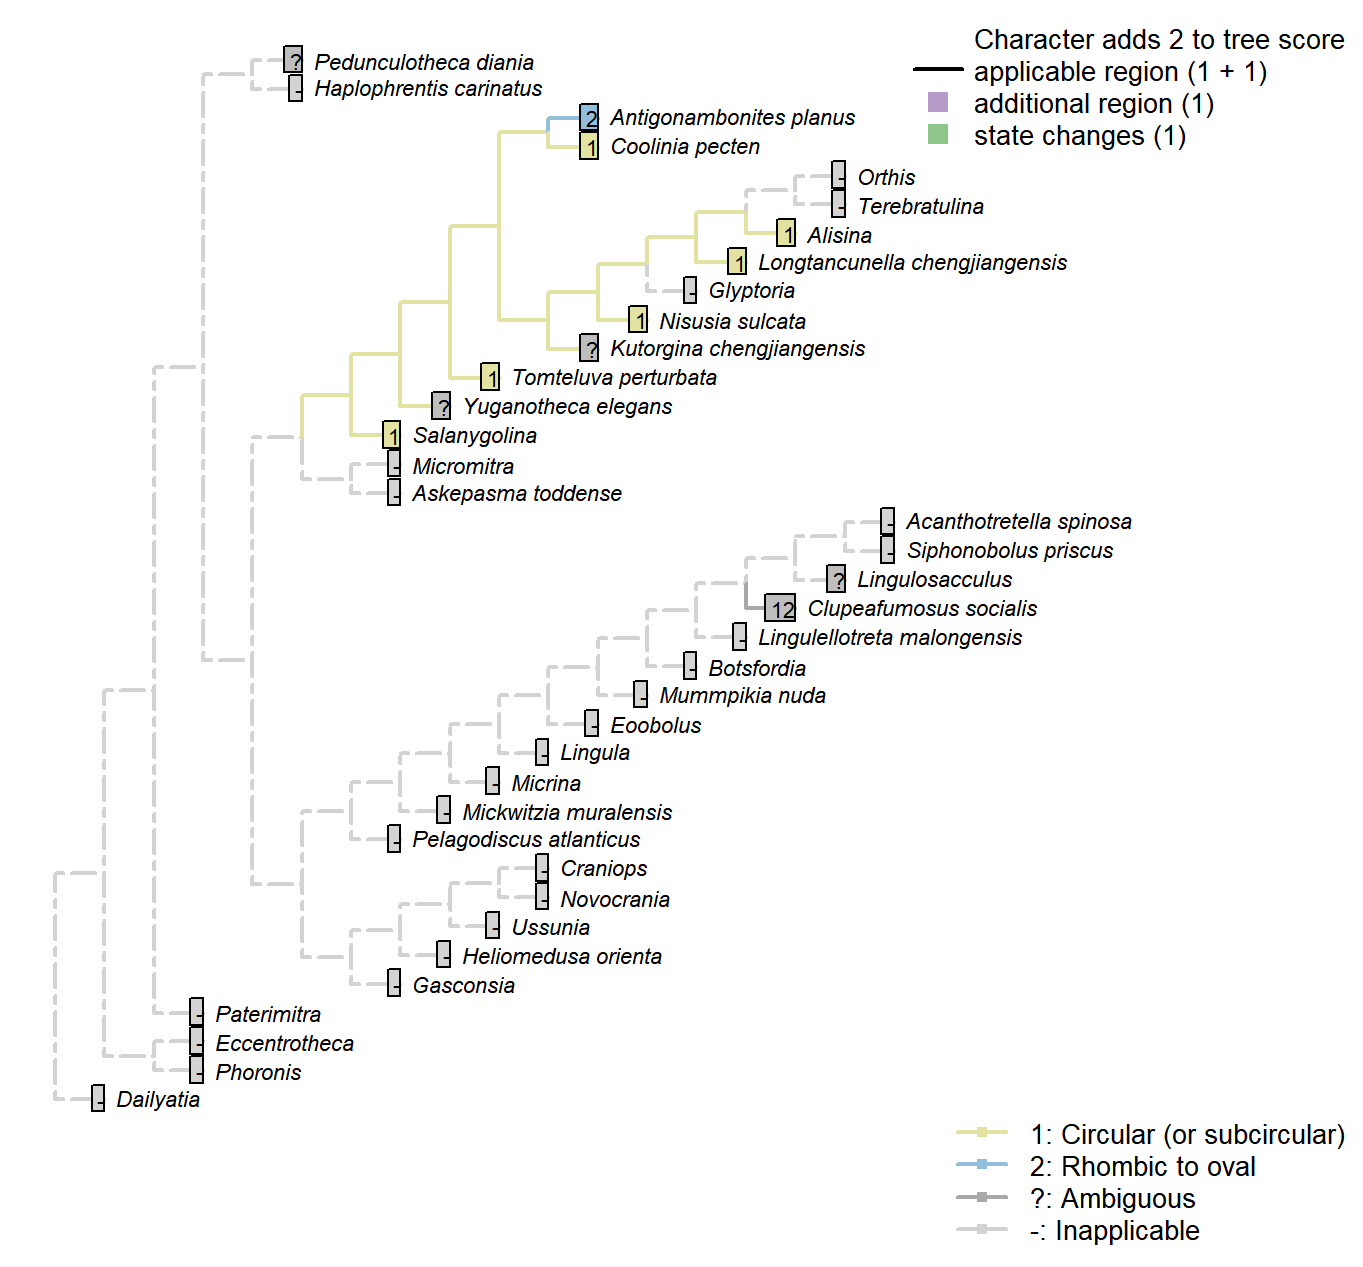 Character adds 2 to tree score
applicable region (1 + 1)
additional region (1)
state changes (1)
? Pedunculotheca diania
- Haplophrentis carinatus
2 Antigonambonites planus
1 Coolinia pecten
- Orthis
- Terebratulina
1 Alisina
1 Longtancunella chengjiangensis
- Glyptoria
1 Nisusia sulcata
? Kutorgina chengjiangensis
1 Tomteluva perturbata
? Yuganotheca elegans
1 Salanygolina
- Micromitra
- Askepasma toddense
- Acanthotretella spinosa
- Siphonobolus priscus
? Lingulosacculus
12 Clupeafumosus socialis
- Lingulellotreta malongensis
- Botsfordia
- Mummpikia nuda
- Eoobolus
- Lingula
- Micrina
- Mickwitzia muralensis
- Pelagodiscus atlanticus
- Craniops
- Novocrania
- Ussunia
- Heliomedusa orienta
- Gasconsia
- Paterimitra
- Eccentrotheca
- Phoronis
- Dailyatia
1: Circular (or subcircular)
2: Rhombic to oval
?: Ambiguous
-: Inapplicable